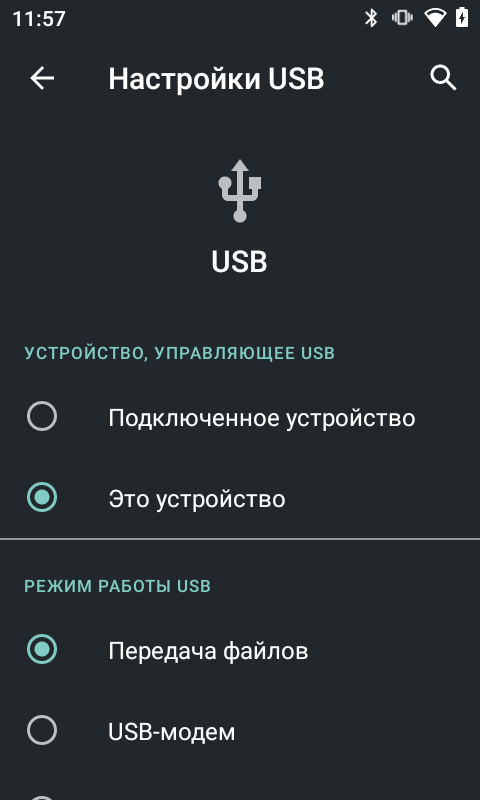 11:57
Настройки USB
USB
УСТРОЙСТВО, УПРАВЛЯЮЩЕЕ USB
Подключенное устройство
Это устройство
РЕЖИМ РАБОТЫ USB
Передача файлов
USB-модем